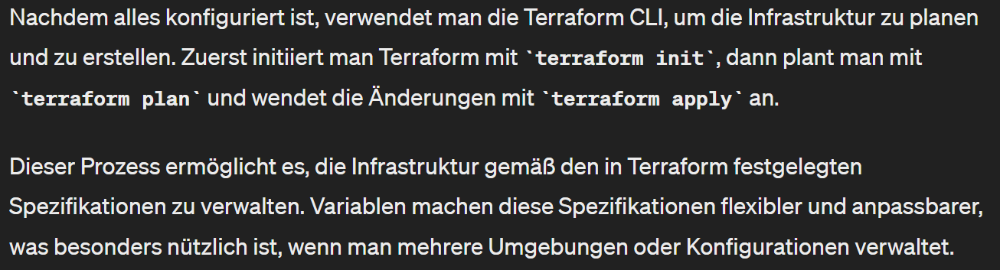 Nachdem alles konfiguriert ist, verwendet man die Terraform CLI, um die Infrastruktur zu planen
und zu erstellen. Zuerst initiiert man Terraform mit `terraform init`, dann plant man mit
`terraform plan` und wendet die Änderungen mit `terraform apply` an.
Dieser Prozess ermöglicht es, die Infrastruktur gemäß den in Terraform festgelegten
Spezifikationen zu verwalten. Variablen machen diese Spezifikationen flexibler und anpassbarer,
was besonders nützlich ist, wenn man mehrere Umgebungen oder Konfigurationen verwaltet.